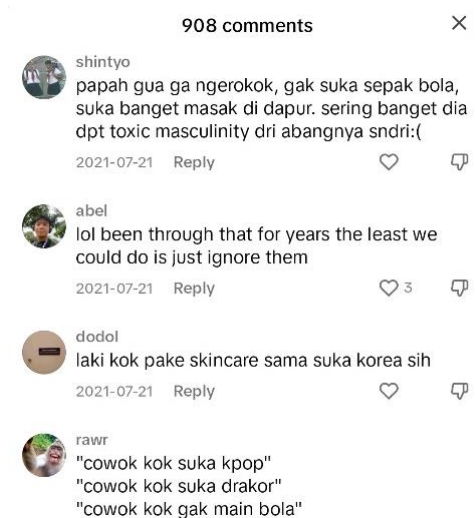 908 comments
shintyo
papah gua ga ngerokok, gak suka sepak bola,
suka banget masak di dapur. sering banget dia
dpt toxic masculinity dri abangnya sndri:(
2021-07-21 Reply
abel
lol been through that for years the least we
could do is just ignore them
2021-07-21 Reply 3
dodol
laki kok pake skincare sama suka korea sih
2021-07-21 Reply
rawr
"cowok kok suka kpop"
"cowok kok suka drakor"
"cowok kok gak main bola"